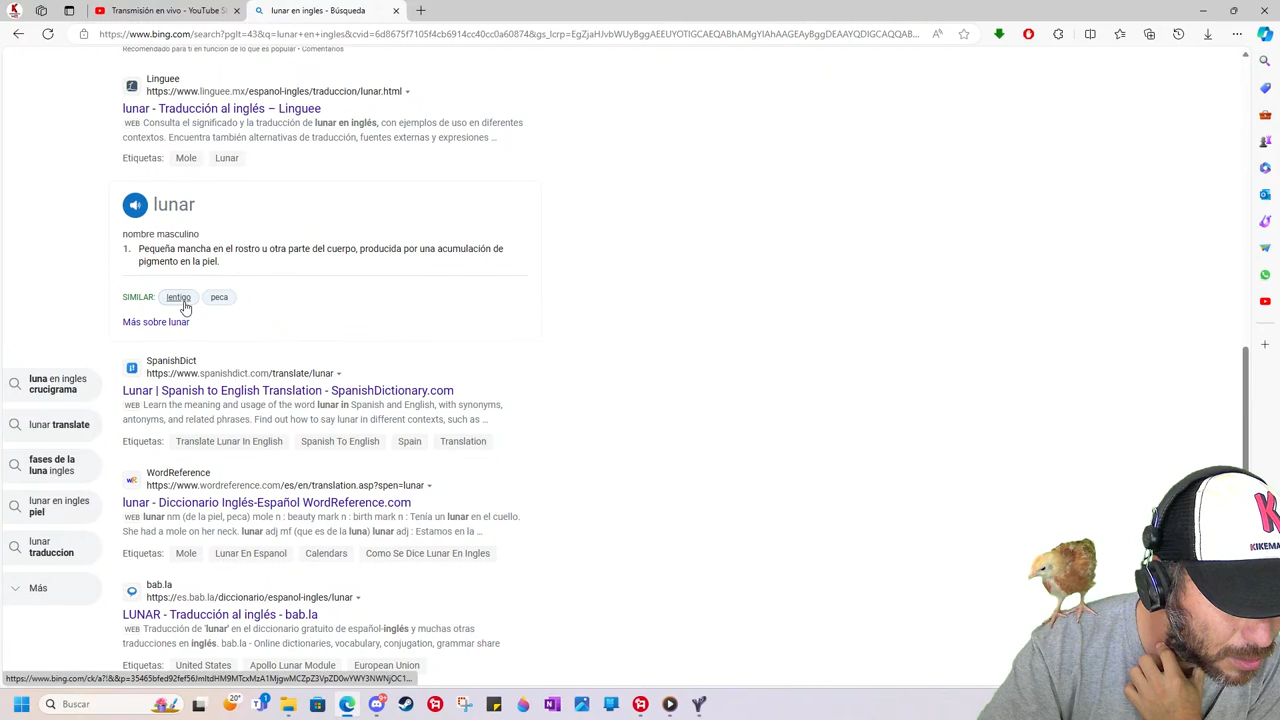 Transmisión en vivo - YouTube S
lunar en ingles - Búsqueda
https://www.bing.com/search?pglt=43&q=lunar+en+ingles&cvid=6d8675f7105f4cb6914cc40cc0a60874&gs_lcrp=EgZjaHJvbWUyBggAEEUYOTIGCAEQABhAMgYIAhAAGEAyBggDEAAYQDIGCAQQAB...
Recomendado para ti en función de lo que es popular • Comentarios
Linguee
https://www.linguee.mx/espanol-ingles/traduccion/lunar.html
lunar - Traducción al inglés – Linguee
WEB Consulta el significado y la traducción de lunar en inglés, con ejemplos de uso en diferentes
contextos. Encuentra también alternativas de traducción, fuentes externas y expresiones ...
Etiquetas: Mole Lunar
lunar
nombre masculino
1. Pequeña mancha en el rostro u otra parte del cuerpo, producida por una acumulación de
pigmento en la piel.
SIMILAR: lentigo peca
Más sobre lunar
SpanishDict
https://www.spanishdict.com/translate/lunar
Lunar | Spanish to English Translation - SpanishDictionary.com
WEB Learn the meaning and usage of the word lunar in Spanish and English, with synonyms,
antonyms, and related phrases. Find out how to say lunar in different contexts, such as ...
Etiquetas: Translate Lunar In English Spanish To English Spain Translation
WordReference
https://www.wordreference.com/es/en/translation.asp?spen=lunar
lunar - Diccionario Inglés-Español WordReference.com
WEB lunar nm (de la piel, peca) mole n : beauty mark n : birth mark n : Tenía un lunar en el cuello.
She had a mole on her neck. lunar adj mf (que es de la luna) lunar adj : Estamos en la ...
Etiquetas: Mole Lunar En Espanol Calendars Como Se Dice Lunar En Ingles
bab.la
https://es.bab.la/diccionario/espanol-ingles/lunar
LUNAR - Traducción al inglés - bab.la
WEB Traducción de 'lunar' en el diccionario gratuito de español-inglés y muchas otras
traducciones en inglés. bab.la - Online dictionaries, vocabulary, conjugation, grammar share
Etiquetas: United States Apollo Lunar Module European Union
luna en ingles
crucigrama
lunar translate
fases de la
luna ingles
lunar en ingles
piel
lunar
traduccion
Más
KIKEMA
Buscar
20°